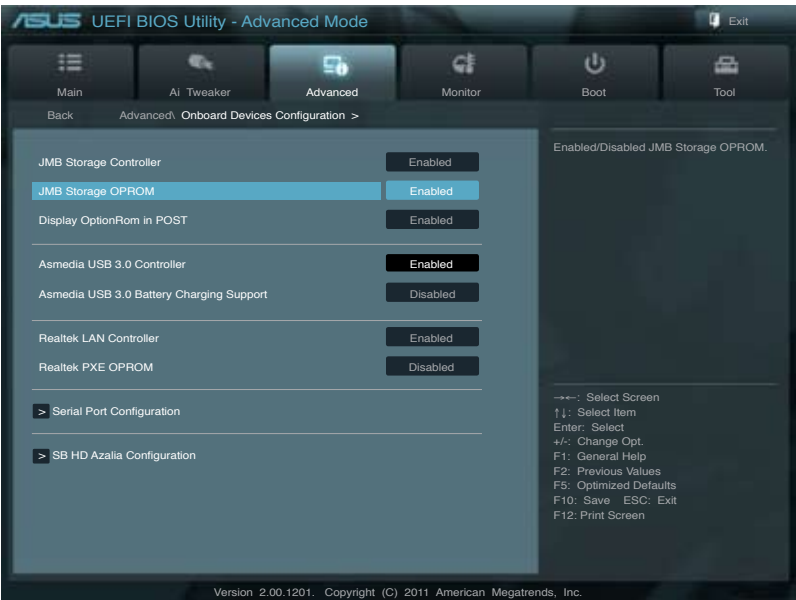 ASUS UEFI BIOS Utility - Advanced Mode
Exit
Main
Ai Tweaker
Advanced
Monitor
Boot
Tool
Back
Advanced\ Onboard Devices Configuration >
JMB Storage Controller Enabled
JMB Storage OPROM Enabled
Display OptionRom in POST Enabled
Asmedia USB 3.0 Controller Enabled
Asmedia USB 3.0 Battery Charging Support Disabled
Realtek LAN Controller Enabled
Realtek PXE OPROM Disabled
> Serial Port Configuration
> SB HD Azalia Configuration
Enabled/Disabled JMB Storage OPROM.
→←: Select Screen
↑↓: Select Item
Enter: Select
+/-: Change Opt.
F1: General Help
F2: Previous Values
F5: Optimized Defaults
F10: Save ESC: Exit
F12: Print Screen
Version 2.00.1201. Copyright (C) 2011 American Megatrends, Inc.